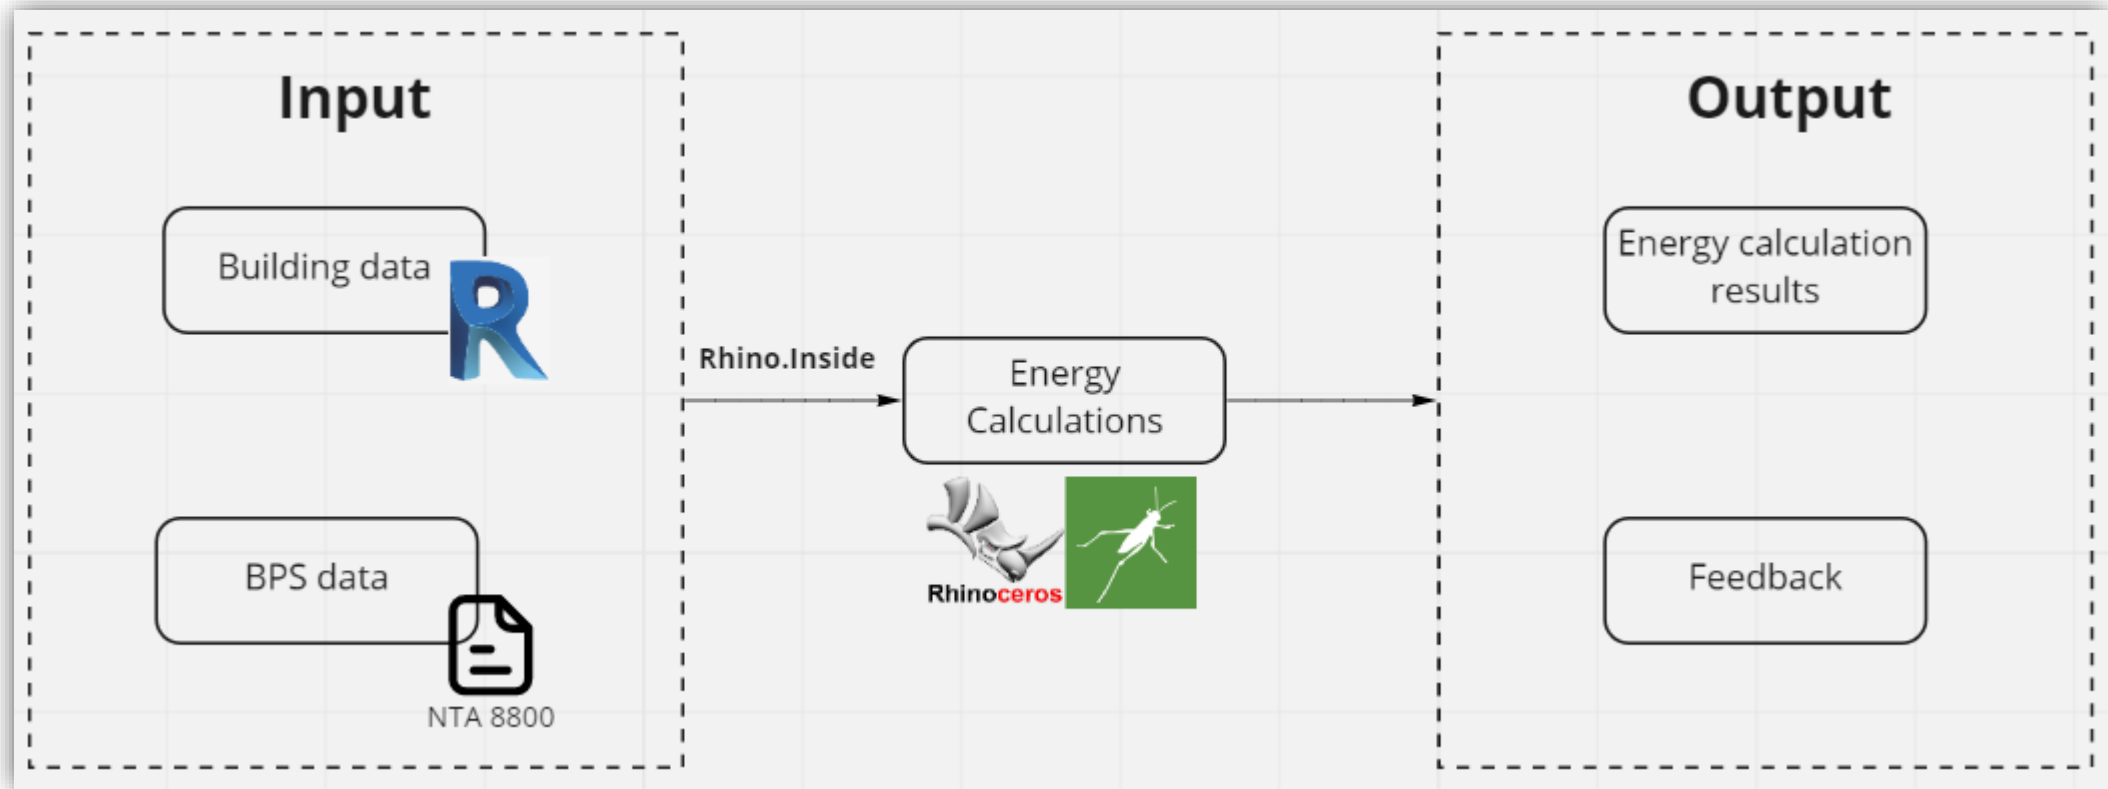 Input
Building data
BPS data
NTA 8800
Rhino.Inside
Energy
Calculations
Rhinoceros
Output
Energy calculation
results
Feedback